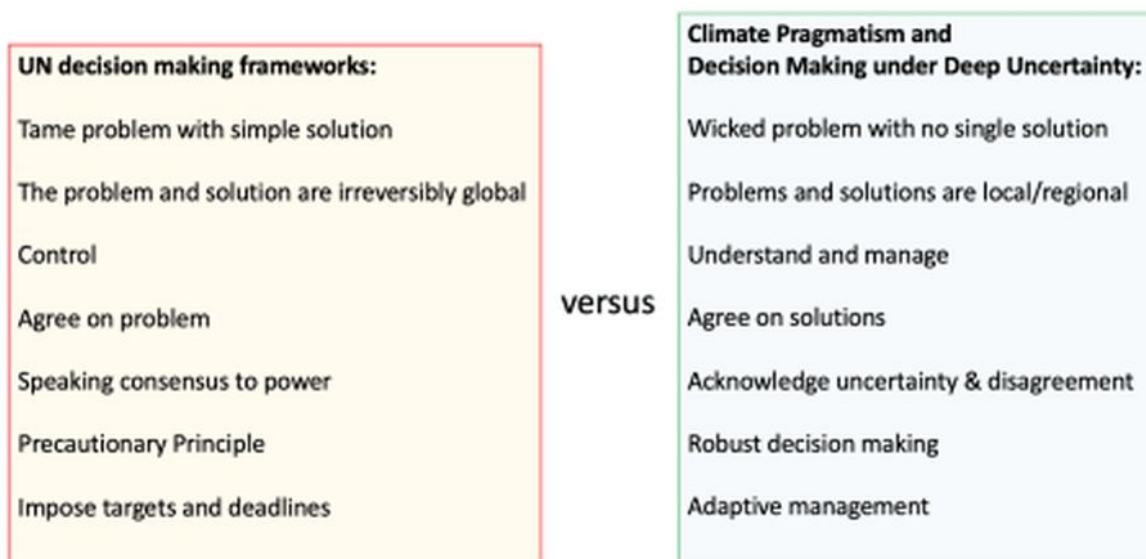 UN decision making frameworks:
Tame problem with simple solution
The problem and solution are irreversibly global
Control
Agree on problem
Speaking consensus to power
Precautionary Principle
Impose targets and deadlines
versus
Climate Pragmatism and
Decision Making under Deep Uncertainty:
Wicked problem with no single solution
Problems and solutions are local/regional
Understand and manage
Agree on solutions
Acknowledge uncertainty & disagreement
Robust decision making
Adaptive management